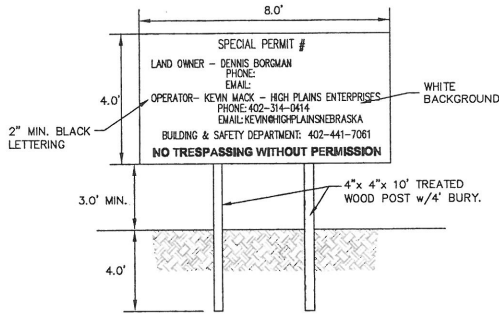 8.0'
SPECIAL PERMIT #
LAND OWNER - DENNIS BORGMAN
PHONE:
EMAIL:
4.0'
OPERATOR- KEVIN MACK - HIGH PLAINS ENTERPRISES
PHONE: 402-314-0414
EMAIL: KEVIN@HIGHPLAINSNEBRASKA
WHITE
BACKGROUND
2" MIN. BLACK
LETTERING
BUILDING & SAFETY DEPARTMENT: 402-441-7061
NO TRESPASSING WITHOUT PERMISSION
3.0' MIN.
4"x 4"x 10' TREATED
WOOD POST w/4' BURY.
4.0'